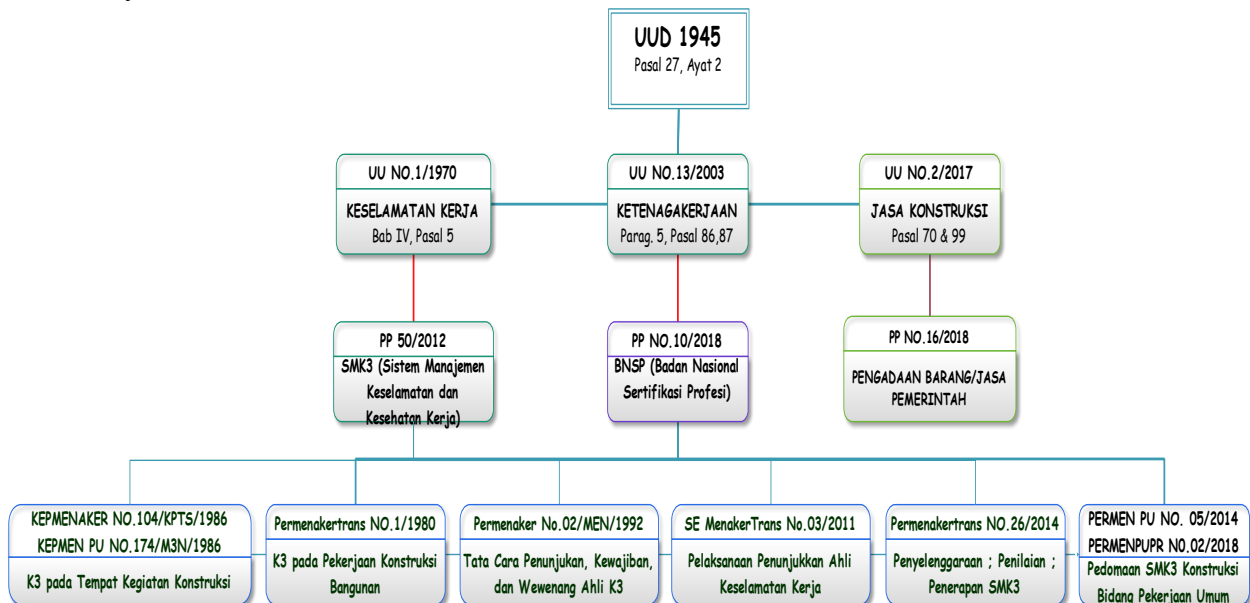 UUD 1945
Pasal 27, Ayat 2
UU NO.1/1970
KESELAMATAN KERJA
Bab IV, Pasal 5
UU NO.13/2003
KETENAGAKERJAAN
Parag. 5, Pasal 86,87
UU NO.2/2017
JASA KONSTRUKSI
Pasal 70 & 99
PP 50/2012
SMK3 (Sistem Manajemen
Keselamatan dan
Kesehatan Kerja)
PP NO.10/2018
BNSP (Badan Nasional
Sertifikasi Profesi)
PP NO.16/2018
PENGADAAN BARANG/JASA
PEMERINTAH
KEPMENAKER NO.104/KPTS/1986
KEPMEN PU NO.174/M3N/1986
K3 pada Tempat Kegiatan Konstruksi
Permenakertrans NO.1/1980
K3 pada Pekerjaan Konstruksi
Bangunan
Permenaker No.02/MEN/1992
Tata Cara Penunjukan, Kewajiban,
dan Wewenang Ahli K3
SE MenakerTrans No.03/2011
Pelaksanaan Penunjukkan Ahli
Keselamatan Kerja
Permenakertrans NO.26/2014
Penyelenggaraan ; Penilaian ;
Penerapan SMK3
PERMEN PU NO. 05/2014
PERMENPUPR NO.02/2018
Pedomaan SMK3 Konstruksi
Bidang Pekerjaan Umum